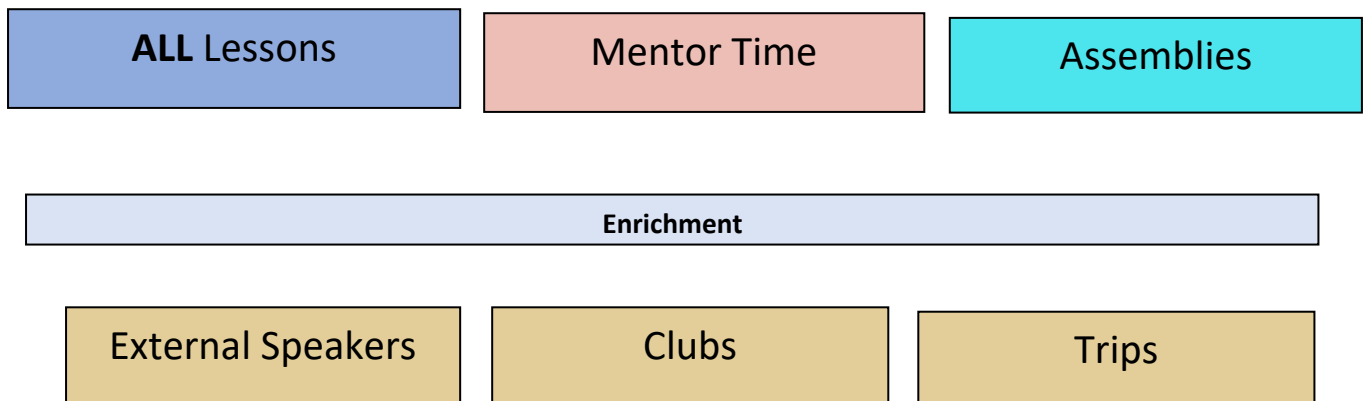 ALL Lessons
Mentor Time
Assemblies
Enrichment
External Speakers
Clubs
Trips